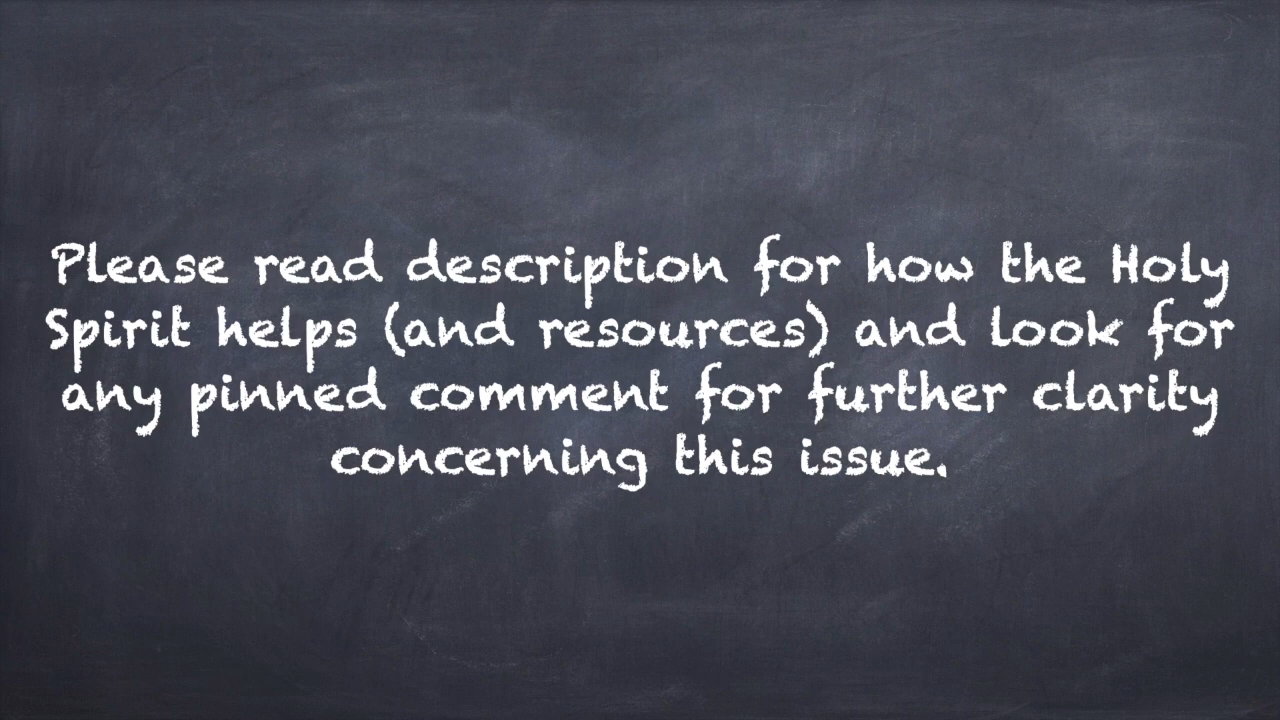 Please read description for how the Holy
Spirit helps (and resources) and look for
any pinned comment for further clarity
concerning this issue.